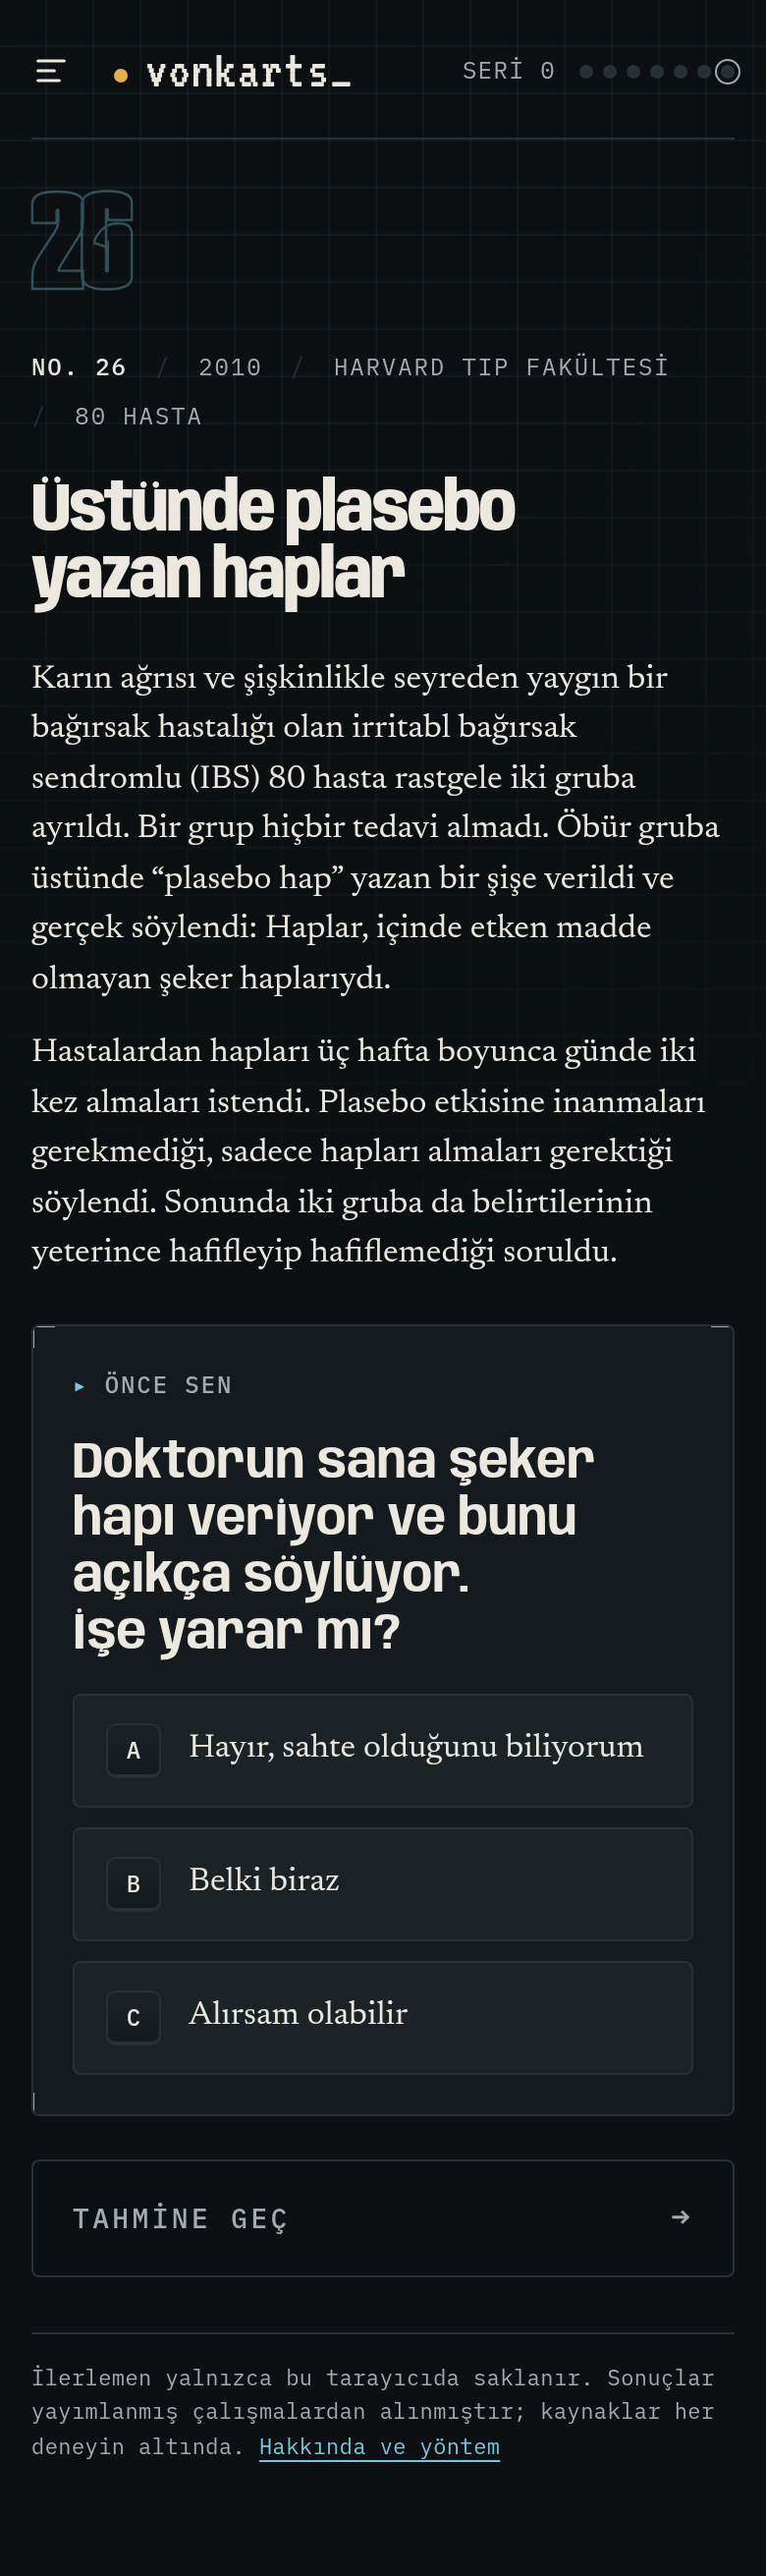 vonkarts_
SERİ 0
26
NO. 26 / 2010 / HARVARD TIP FAKÜLTESİ
/ 80 HASTA
Üstünde plasebo
yazan haplar
Karın ağrısı ve şişkinlikle seyreden yaygın bir
bağırsak hastalığı olan irritabl bağırsak
sendromlu (IBS) 80 hasta rastgele iki gruba
ayrıldı. Bir grup hiçbir tedavi almadı. Öbür gruba
üstünde “plasebo hap” yazan bir şişe verildi ve
gerçek söylendi: Haplar, içinde etken madde
olmayan şeker haplarıydı.
Hastalardan hapları üç hafta boyunca günde iki
kez almaları istendi. Plasebo etkisine inanmaları
gerekmediği, sadece hapları almaları gerektiği
söylendi. Sonunda iki gruba da belirtilerinin
yeterince hafifleyip hafiflemediği soruldu.
▸ ÖNCE SEN
Doktorun sana şeker
hapı veriyor ve bunu
açıkça söylüyor.
İşe yarar mı?
A Hayır, sahte olduğunu biliyorum
B Belki biraz
C Alırsam olabilir
TAHMİNE GEÇ →
İlerlemen yalnızca bu tarayıcıda saklanır. Sonuçlar
yayımlanmış çalışmalardan alınmıştır; kaynaklar her
deneyin altında. Hakkında ve yöntem